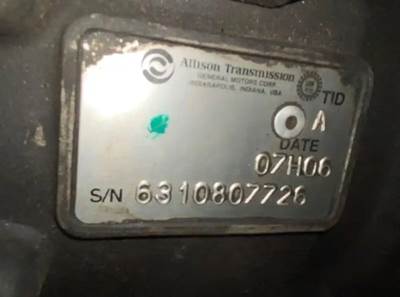 Allison Transmission
GENERAL MOTORS CORP.
INDIANAPOLIS, INDIANA, USA
TID
A
DATE
07H06
S/N 6310807726